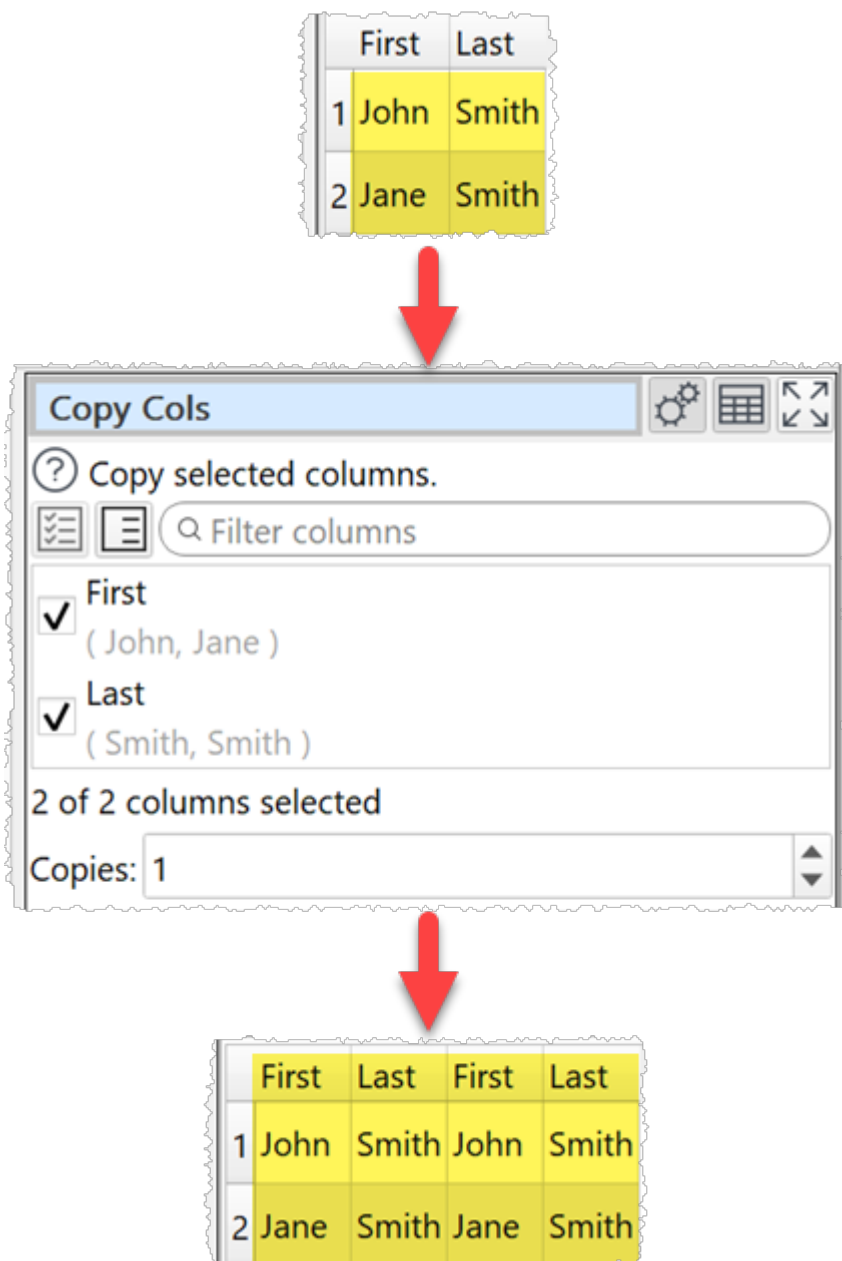 First Last
1 John Smith
2 Jane Smith
Copy Cols
? Copy selected columns.
Filter columns
First
( John, Jane )
Last
( Smith, Smith )
2 of 2 columns selected
Copies: 1
First Last First Last
1 John Smith John Smith
2 Jane Smith Jane Smith